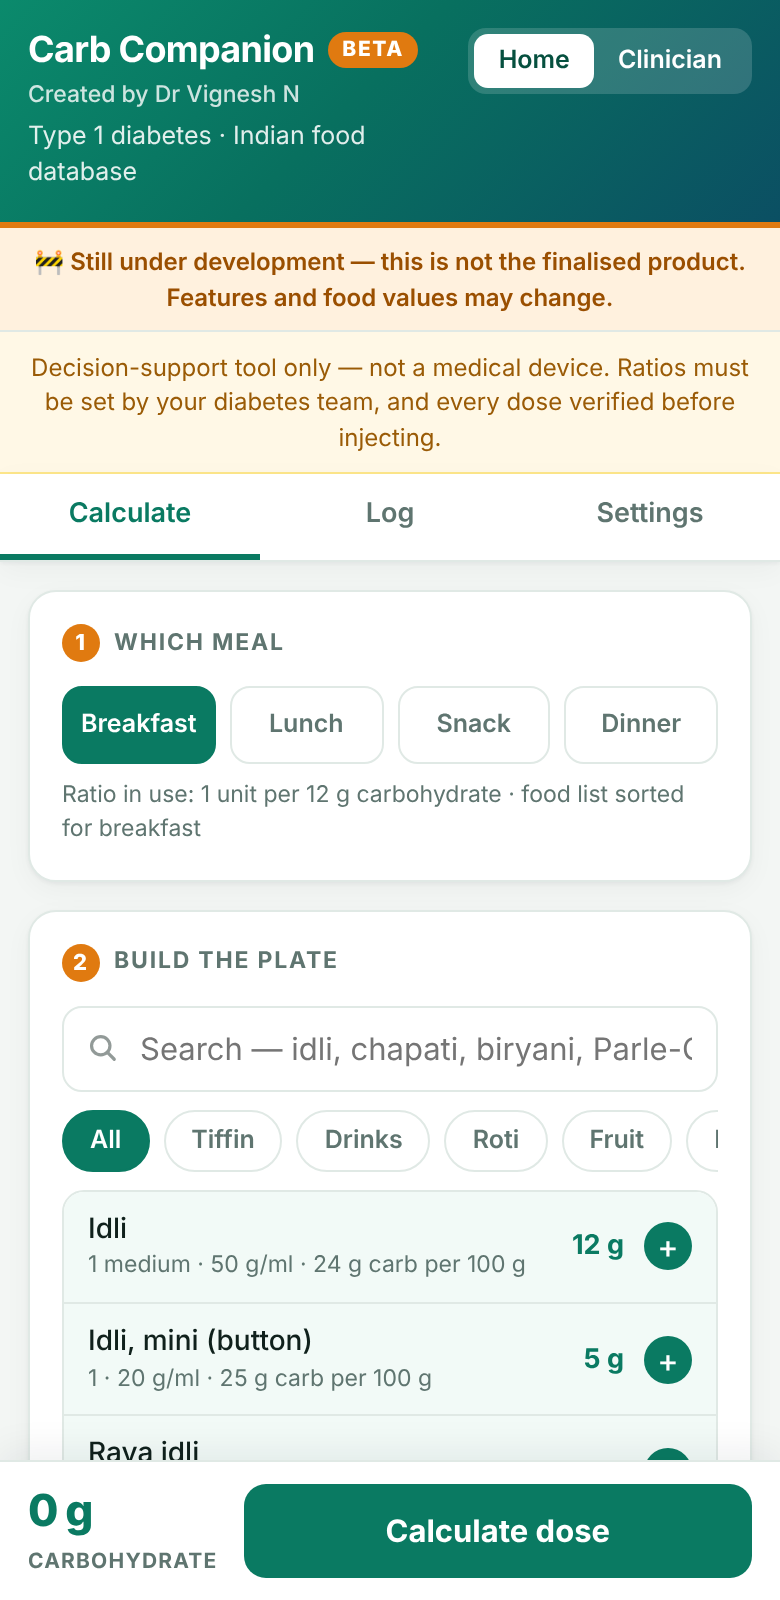 Carb Companion BETA
Home Clinician
Created by Dr Vignesh N
Type 1 diabetes · Indian food
database
🚧 Still under development — this is not the finalised product.
Features and food values may change.
Decision-support tool only — not a medical device. Ratios must
be set by your diabetes team, and every dose verified before
injecting.
Calculate Log Settings
1 WHICH MEAL
Breakfast Lunch Snack Dinner
Ratio in use: 1 unit per 12 g carbohydrate · food list sorted
for breakfast
2 BUILD THE PLATE
Search — idli, chapati, biryani, Parle-
All Tiffin Drinks Roti Fruit
Idli
1 medium · 50 g/ml · 24 g carb per 100 g
12 g +
Idli, mini (button)
1 · 20 g/ml · 25 g carb per 100 g
5 g +
Rava idli
0 g
CARBOHYDRATE
Calculate dose